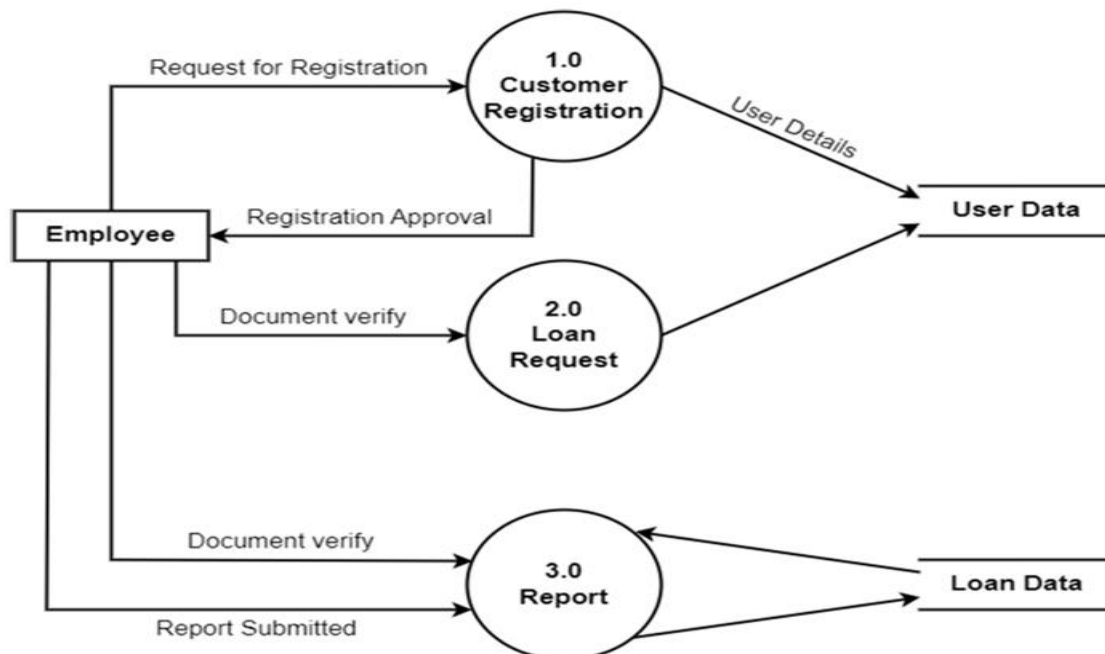 1.0
Customer
Registration
Request for Registration
User Details
Registration Approval
User Data
Employee
2.0
Loan
Request
Document verify
3.0
Report
Document verify
Loan Data
Report Submitted